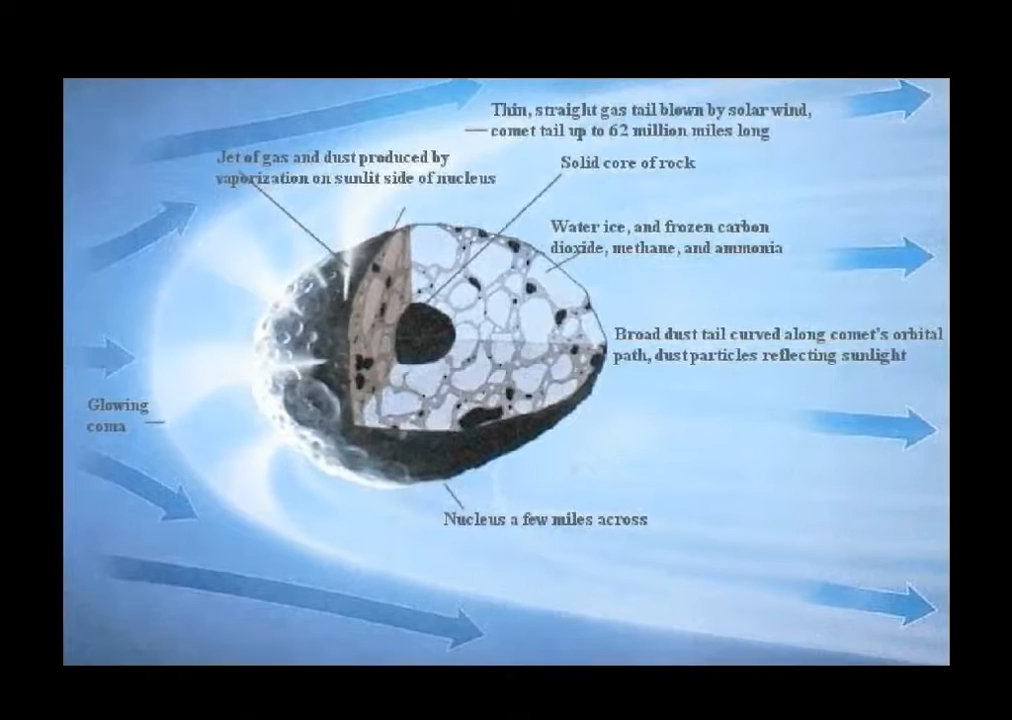 Thin, straight gas tail blown by solar wind,
comet tail up to 62 million miles long
Jet of gas and dust produced by
vaporization on sunlit side of nucleus
Solid core of rock
Water ice, and frozen carbon
dioxide, methane, and ammonia
Broad dust tail curved along comet's orbital
path, dust particles reflecting sunlight
Glowing
coma
Nucleus a few miles across